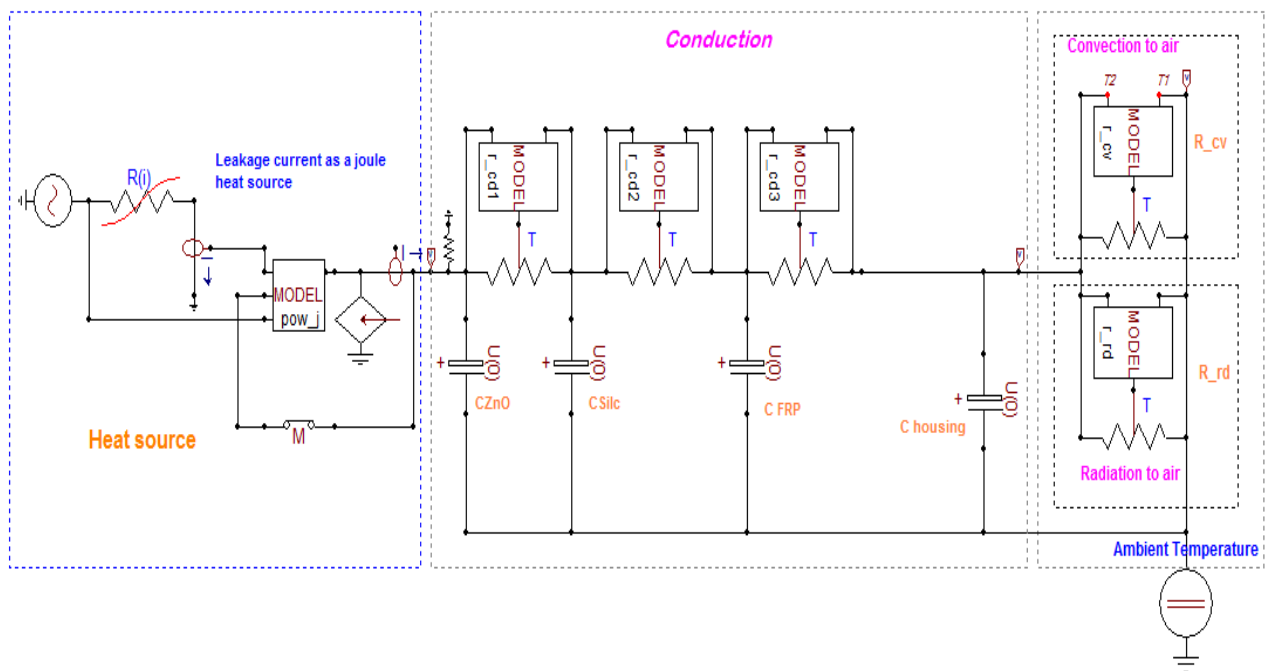 Conduction
Convection to air
T2
T1
V
MODEL
r_cv
R_cv
MODEL
r_cd1
MODEL
r_cd2
MODEL
r_cd3
Leakage current as a joule
heat source
R(i)
T
T
T
T
I
I
V
V
MODEL
pow_j
MODEL
r_rd
R_rd
T
+
U(0)
+
U(0)
+
U(0)
+
U(0)
CZnO
CSilc
C FRP
C housing
M
Heat source
Radiation to air
Ambient Temperature